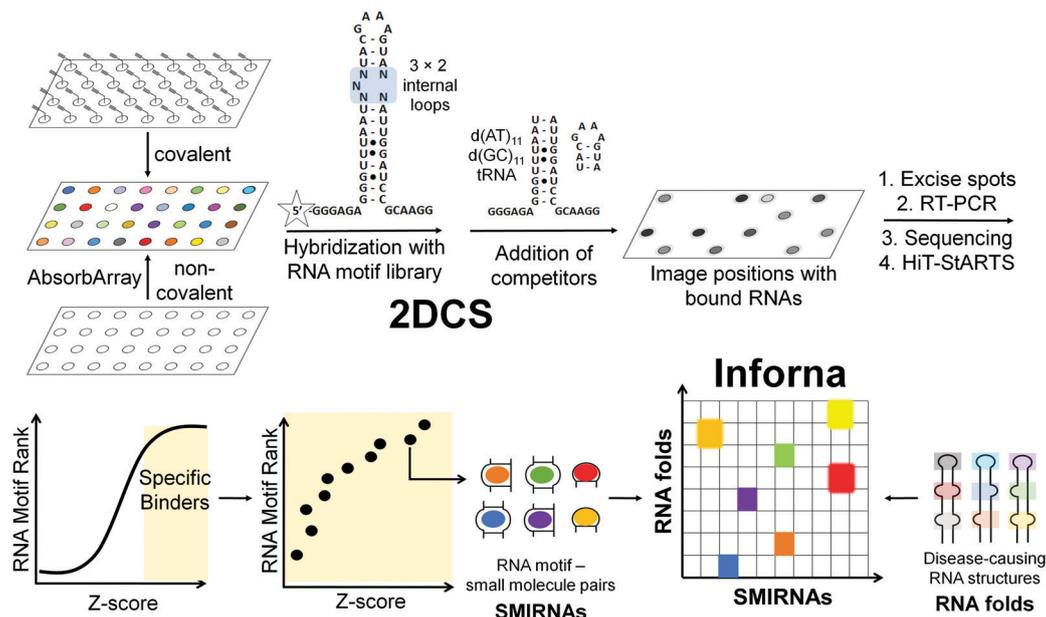 covalent
AbsorbArray
non-
covalent
A A
G A
C - G
A - U
U - A
N N
N
N N
U - A
A - U
A - U
U • G
U • G
U - A
G • U
G - C
G - C
5' -GGGAGA GCAAGG
3 × 2
internal
loops
Hybridization with
RNA motif library
d(AT)₁₁
d(GC)₁₁
tRNA
U - A
A - U
A - U
U • G
U • G
U - A
G • U
G - C
G - C
GGGAGA GCAAGG
A A
G A
C - G
A - U
U - A
Addition of
competitors
2DCS
Image positions with
bound RNAs
1. Excise spots
2. RT-PCR
3. Sequencing
4. HiT-StARTS
RNA Motif Rank
Specific
Binders
Z-score
RNA Motif Rank
Z-score
RNA motif –
small molecule pairs
SMIRNAs
Inforna
RNA folds
SMIRNAs
Disease-causing
RNA structures
RNA folds